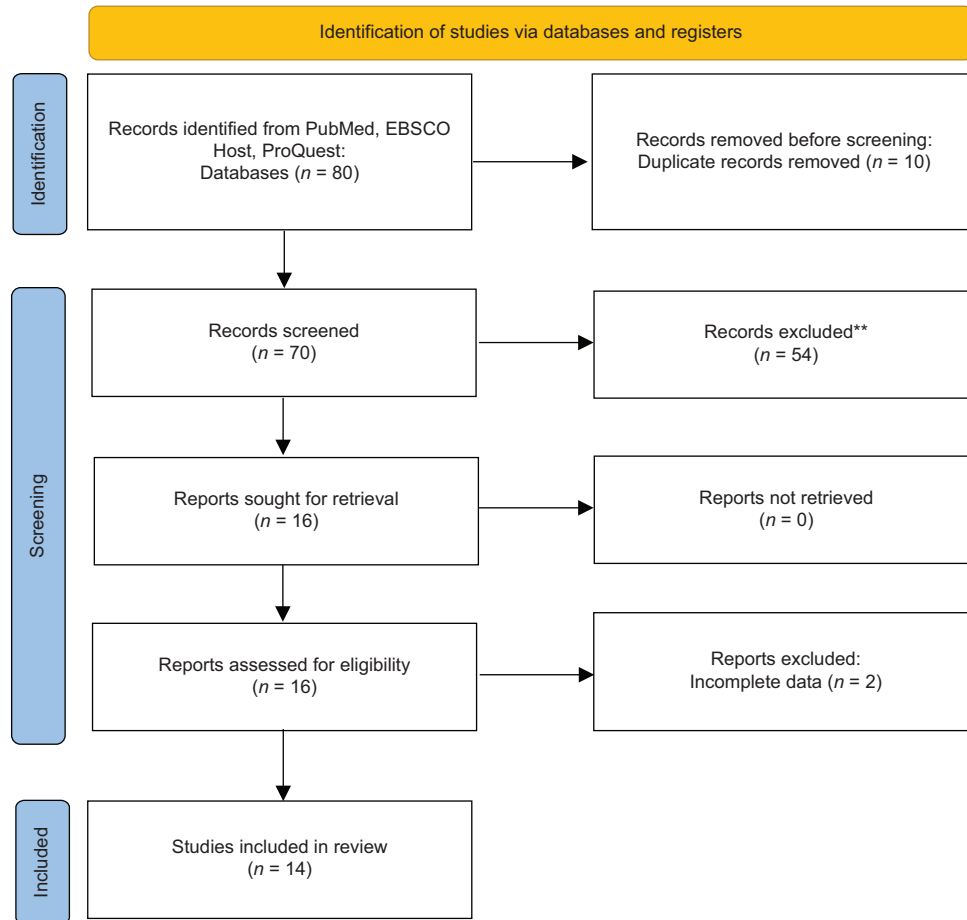 Identification of studies via databases and registers
Identification
Records identified from PubMed, EBSCO
Host, ProQuest:
Databases (n = 80)
Records removed before screening:
Duplicate records removed (n = 10)
Screening
Records screened
(n = 70)
Records excluded**
(n = 54)
Reports sought for retrieval
(n = 16)
Reports not retrieved
(n = 0)
Reports assessed for eligibility
(n = 16)
Reports excluded:
Incomplete data (n = 2)
Included
Studies included in review
(n = 14)